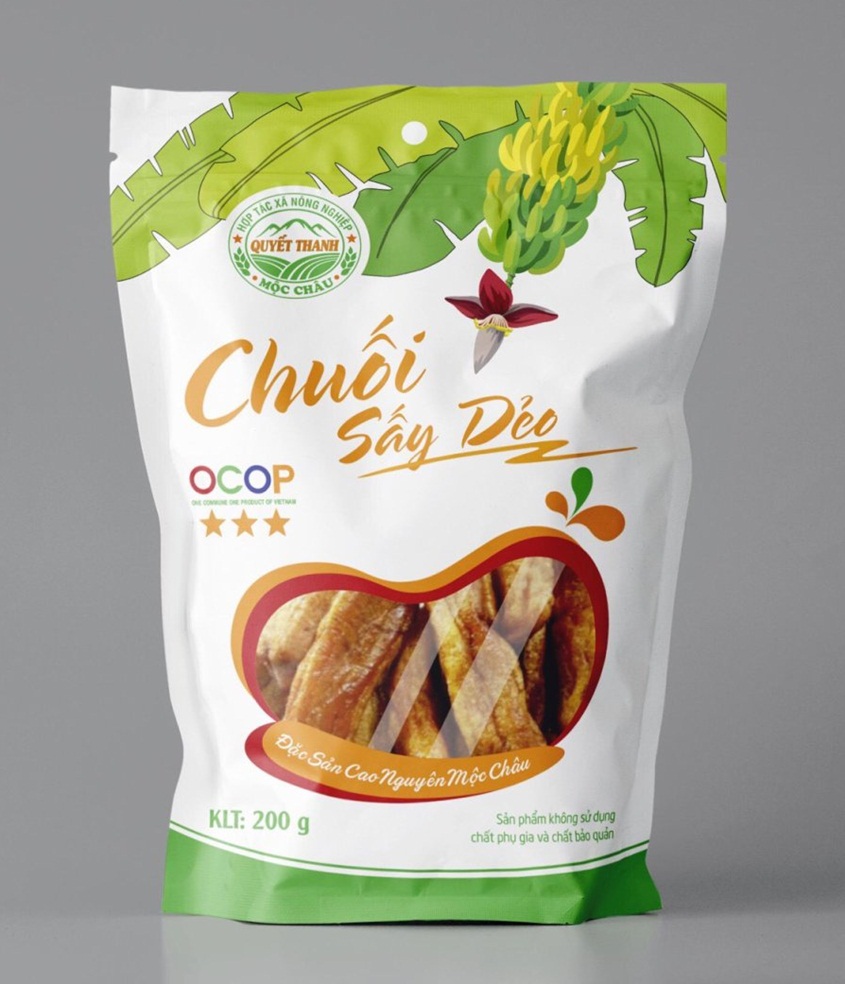 HỢP TÁC XÃ NÔNG NGHIỆP
QUYẾT THANH
MỘC CHÂU
Chuối
Sấy Dẻo
OCOP
ONE COMMUNE ONE PRODUCT OF VIETNAM
Đặc Sản Cao Nguyên Mộc Châu
KLT: 200 g
Sản phẩm không sử dụng
chất phụ gia và chất bảo quản